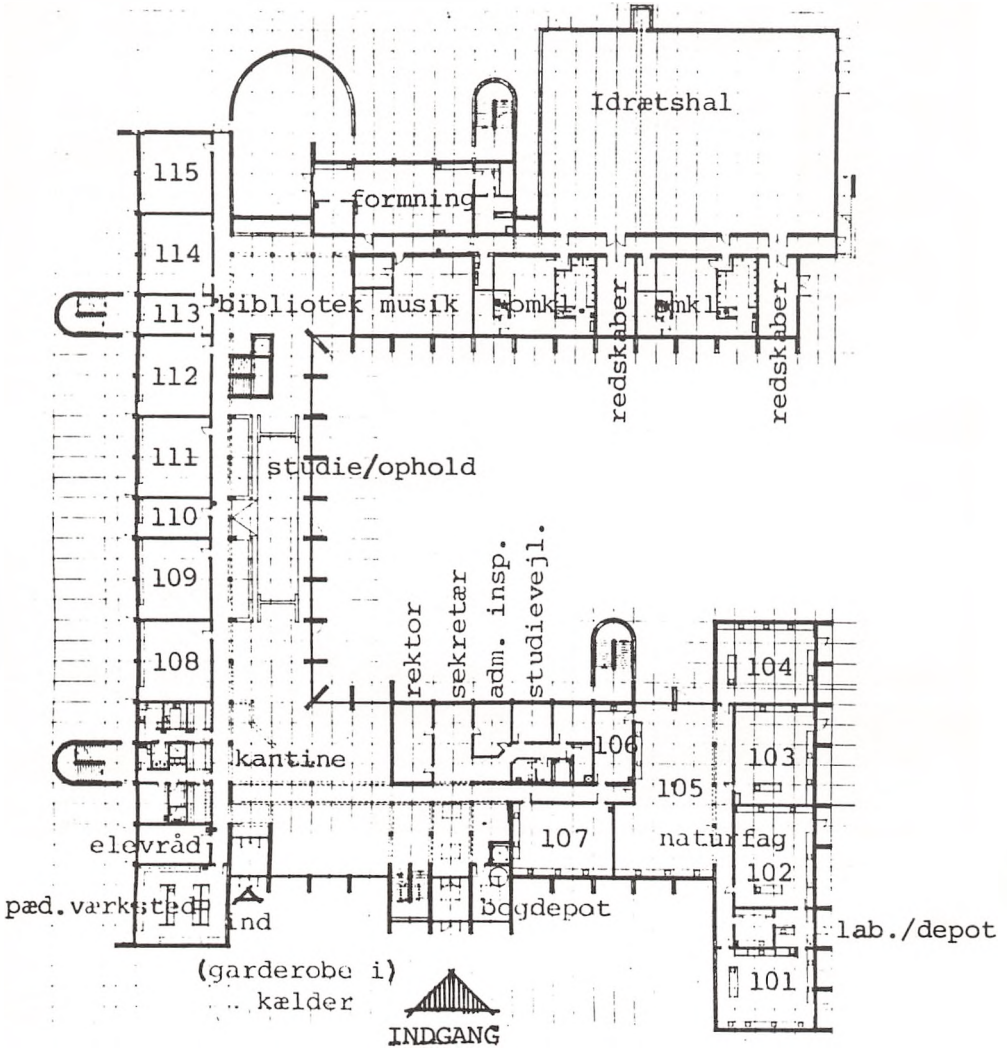 Idrætshal
115
formning
114
bibliotek
musik
omkl.
redskaber
omkl.
redskaber
113
112
111
studie/ophold
110
109
108
rektor
sekretær
adm. insp.
studievejl.
104
kantine
106
103
105
107
naturfag
elevråd
102
pæd.værksted
ind
bogdepot
lab./depot
101
(garderobe i)
kælder
INDGANG